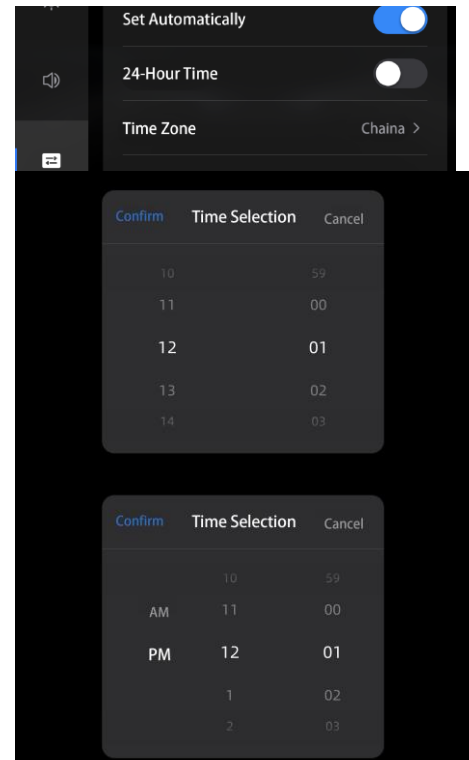 Set Automatically
24-Hour Time
Time Zone Chaina >
Confirm Time Selection Cancel
10 59
11 00
12 01
13 02
14 03
Confirm Time Selection Cancel
10 59
AM 11 00
PM 12 01
1 02
2 03